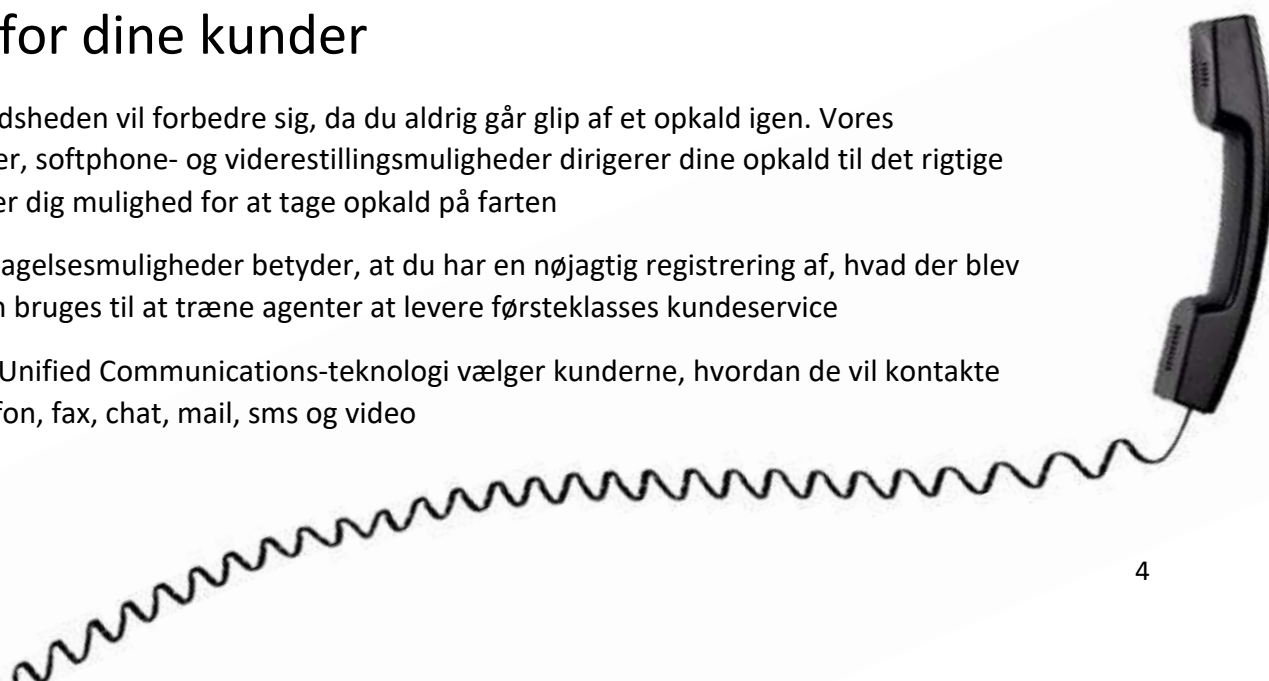 for dine kunder
dsheden vil forbedre sig, da du aldrig går glip af et opkald igen. Vores
er, softphone- og viderestillingsmuligheder dirigerer dine opkald til det rigtige
er dig mulighed for at tage opkald på farten
agelsesmuligheder betyder, at du har en nøjagtig registrering af, hvad der blev
n bruges til at træne agenter at levere førsteklasses kundeservice
Unified Communications-teknologi vælger kunderne, hvordan de vil kontakte
fon, fax, chat, mail, sms og video
4